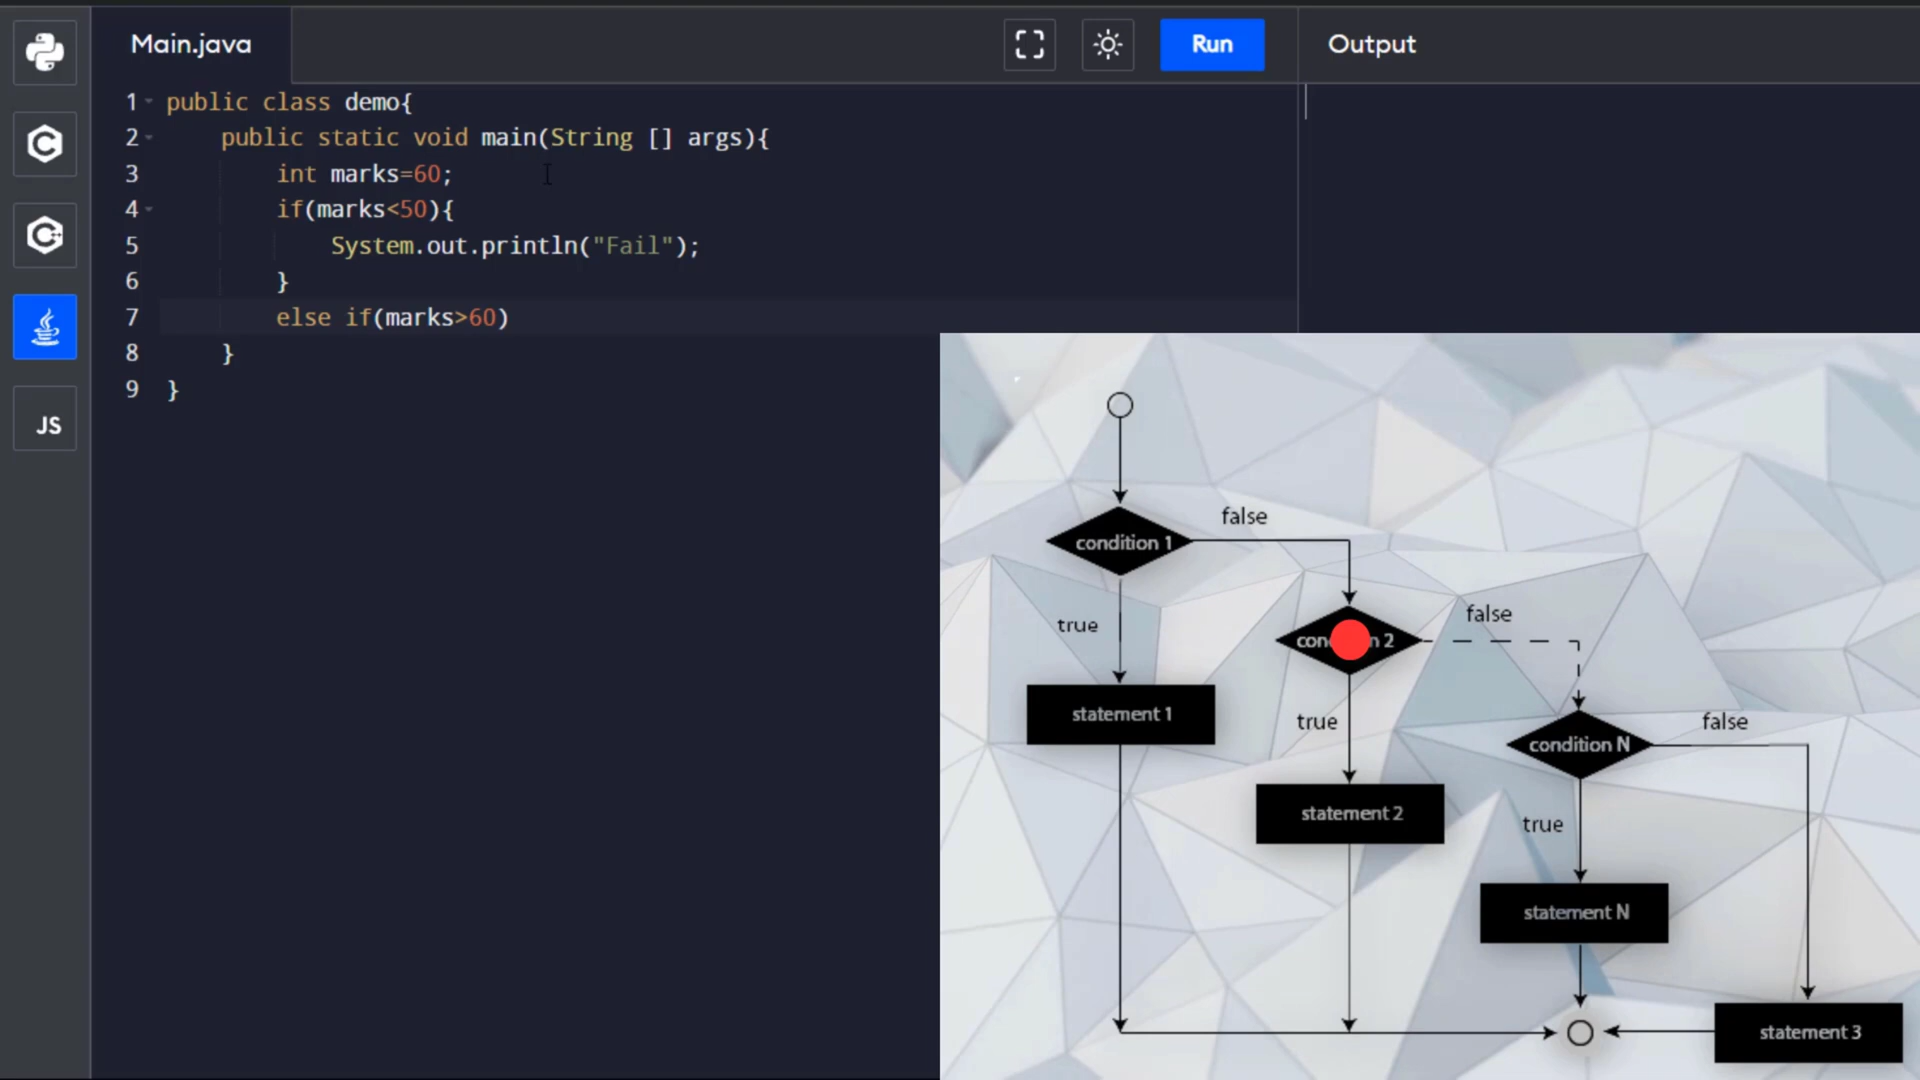 Main.java
Run
Output
1 public class demo{
2 public static void main(String [] args){
3 int marks=60;
4 if(marks<50){
5 System.out.println("Fail");
6 }
7 else if(marks>60)
8 }
9 }
JS
false
condition 1
false
true
2
statement 1
true
false
condition N
statement 2
true
statement N
statement 3